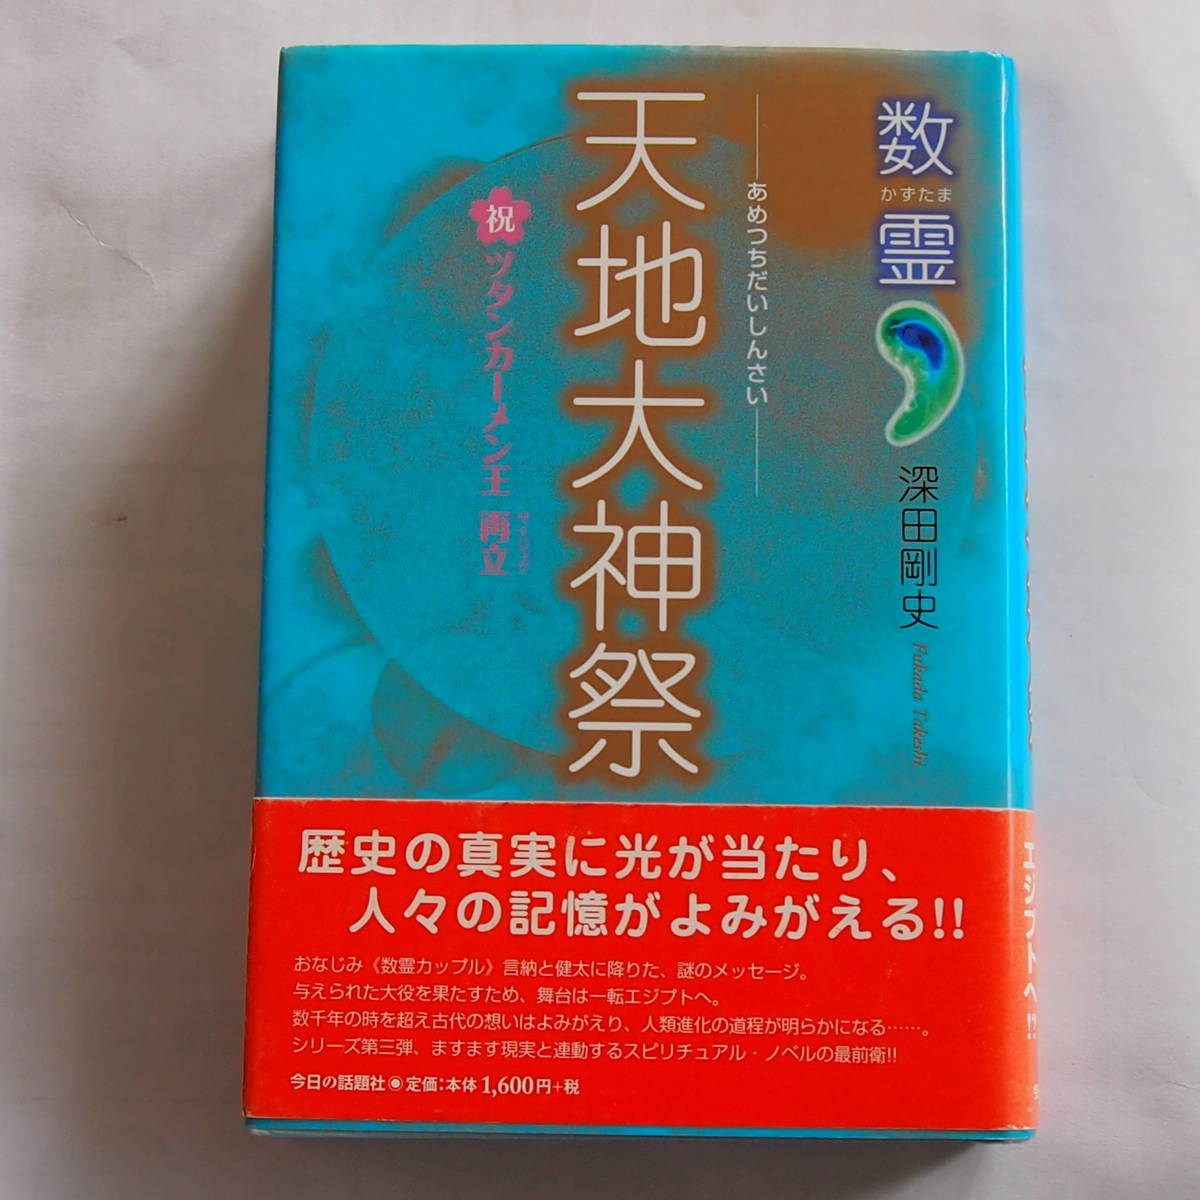 数霊
かずたま
深田剛史
Fukada Takeshi
あめつちだいしんさい
天地大神祭
祝 ツタンカーメン王 再立
サイリュウ
歴史の真実に光が当たり、
人々の記憶がよみがえる!!
おなじみ《数霊カップル》言納と健太に降りた、謎のメッセージ。
与えられた大役を果たすため、舞台は一転エジプトへ。
数千年の時を超え古代の想いはよみがえり、人類進化の道程が明らかになる……。
シリーズ第三弾、ますます現実と連動するスピリチュアル・ノベルの最前衛!!
今日の話題社◉定価：本体1,600円+税
エジプトへ!?